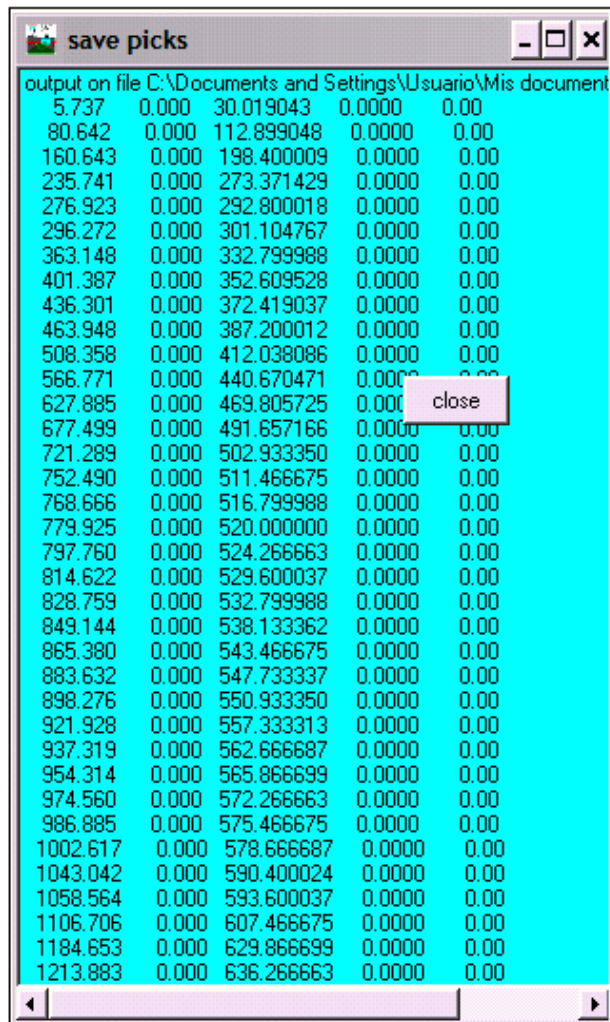 save picks
output on file C:\Documents and Settings\Usuario\Mis document
5.737 0.000 30.019043 0.0000 0.00
80.642 0.000 112.899048 0.0000 0.00
160.643 0.000 198.400009 0.0000 0.00
235.741 0.000 273.371429 0.0000 0.00
276.923 0.000 292.800018 0.0000 0.00
296.272 0.000 301.104767 0.0000 0.00
363.148 0.000 332.799988 0.0000 0.00
401.387 0.000 352.609528 0.0000 0.00
436.301 0.000 372.419037 0.0000 0.00
463.948 0.000 387.200012 0.0000 0.00
508.358 0.000 412.038086 0.0000 0.00
566.771 0.000 440.670471
627.885 0.000 469.805725
close
677.499 0.000 491.657166 0.0000 0.00
721.289 0.000 502.933350 0.0000 0.00
752.490 0.000 511.466675 0.0000 0.00
768.666 0.000 516.799988 0.0000 0.00
779.925 0.000 520.000000 0.0000 0.00
797.760 0.000 524.266663 0.0000 0.00
814.622 0.000 529.600037 0.0000 0.00
828.759 0.000 532.799988 0.0000 0.00
849.144 0.000 538.133362 0.0000 0.00
865.380 0.000 543.466675 0.0000 0.00
883.632 0.000 547.733337 0.0000 0.00
898.276 0.000 550.933350 0.0000 0.00
921.928 0.000 557.333313 0.0000 0.00
937.319 0.000 562.666687 0.0000 0.00
954.314 0.000 565.866699 0.0000 0.00
974.560 0.000 572.266663 0.0000 0.00
986.885 0.000 575.466675 0.0000 0.00
1002.617 0.000 578.666687 0.0000 0.00
1043.042 0.000 590.400024 0.0000 0.00
1058.564 0.000 593.600037 0.0000 0.00
1106.706 0.000 607.466675 0.0000 0.00
1184.653 0.000 629.866699 0.0000 0.00
1213.883 0.000 636.266663 0.0000 0.00